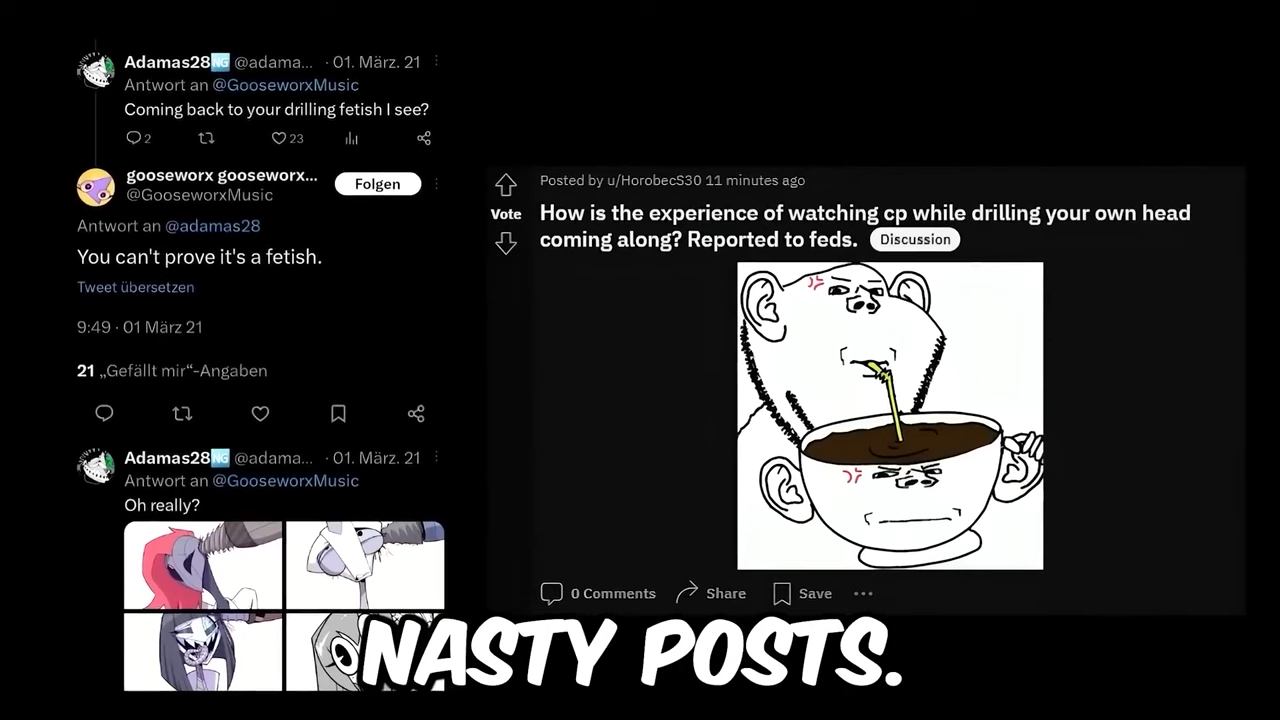 Adamas28🆖 @adama... · 01. März. 21
Antwort an @GooseworxMusic
Coming back to your drilling fetish I see?
2 23
gooseworx gooseworx...
@GooseworxMusic
Folgen
Antwort an @adamas28
You can't prove it's a fetish.
Tweet übersetzen
9:49 · 01 März 21
21 „Gefällt mir“-Angaben
Adamas28🆖 @adama... · 01. März. 21
Antwort an @GooseworxMusic
Oh really?
Posted by u/HorobecS30 11 minutes ago
Vote
How is the experience of watching cp while drilling your own head
coming along? Reported to feds. Discussion
0 Comments Share Save
NASTY POSTS.